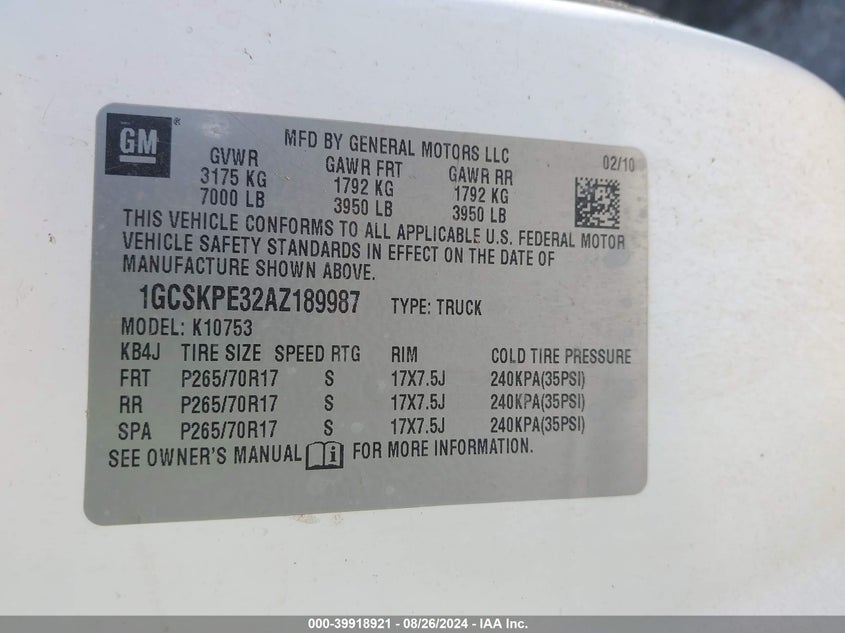 GM ®
MFD BY GENERAL MOTORS LLC 02/10
GVWR GAWR FRT GAWR RR
3175 KG 1792 KG 1792 KG
7000 LB 3950 LB 3950 LB
THIS VEHICLE CONFORMS TO ALL APPLICABLE U.S. FEDERAL MOTOR
VEHICLE SAFETY STANDARDS IN EFFECT ON THE DATE OF
MANUFACTURE SHOWN ABOVE.
1GCSKPE32AZ189987 TYPE: TRUCK
MODEL: K10753
KB4J TIRE SIZE SPEED RTG RIM COLD TIRE PRESSURE
FRT P265/70R17 S 17X7.5J 240KPA(35PSI)
RR P265/70R17 S 17X7.5J 240KPA(35PSI)
SPA P265/70R17 S 17X7.5J 240KPA(35PSI)
SEE OWNER'S MANUAL FOR MORE INFORMATION.
000-39918921 - 08/26/2024 - IAA Inc.